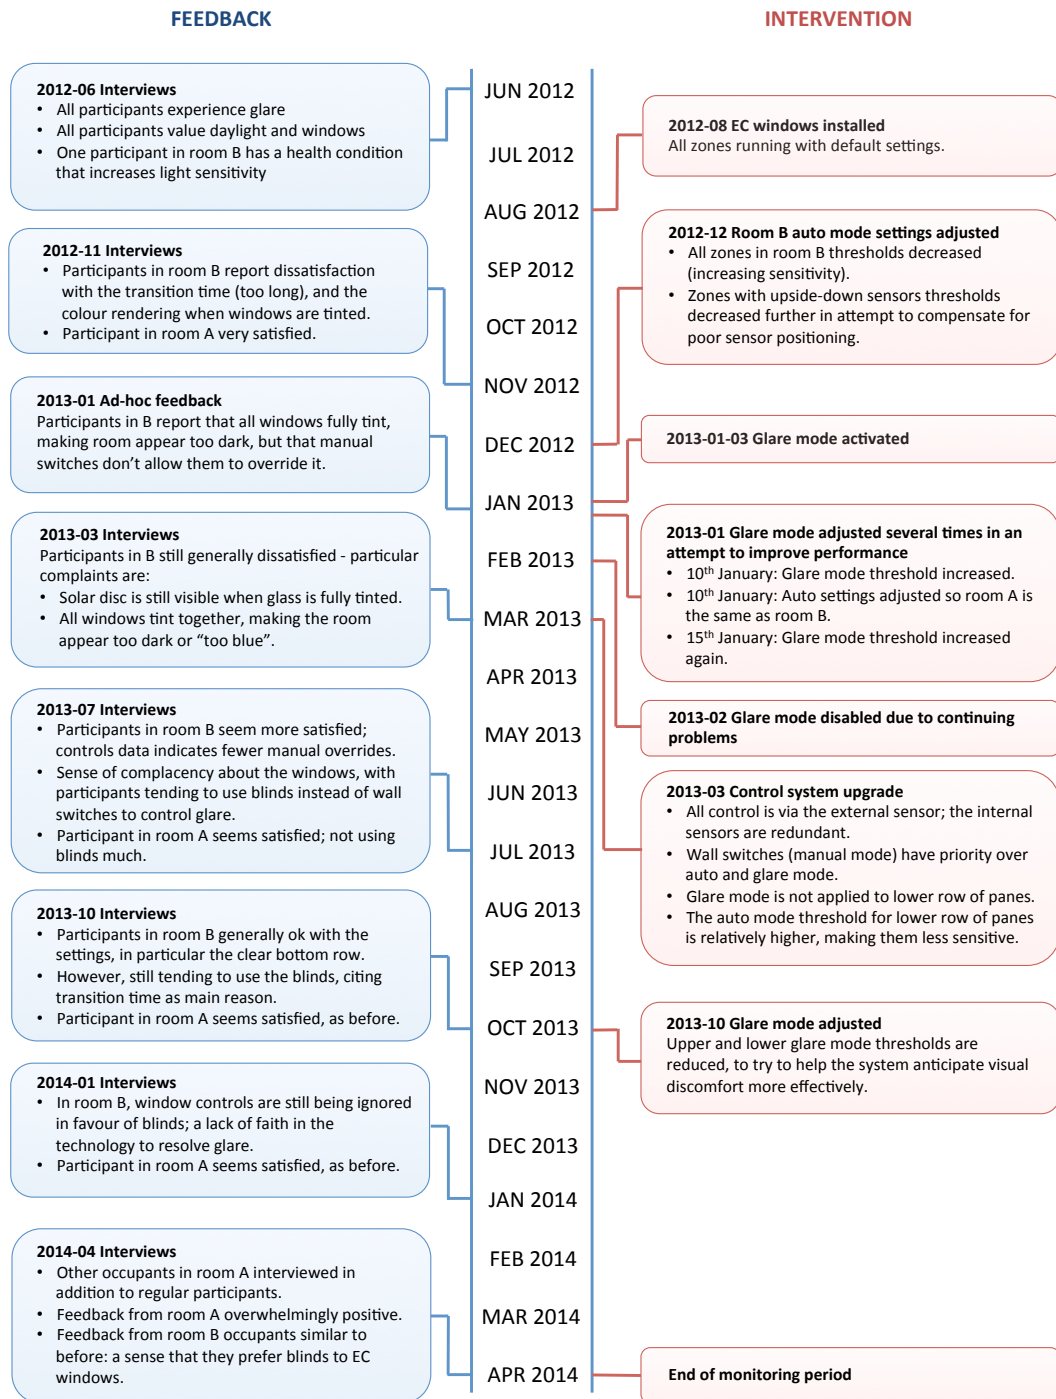 FEEDBACK
INTERVENTION
2012-06 Interviews
• All participants experience glare
• All participants value daylight and windows
• One participant in room B has a health condition
that increases light sensitivity
2012-11 Interviews
• Participants in room B report dissatisfaction
with the transition time (too long), and the
colour rendering when windows are tinted.
• Participant in room A very satisfied.
2013-01 Ad-hoc feedback
Participants in B report that all windows fully tint,
making room appear too dark, but that manual
switches don't allow them to override it.
2013-03 Interviews
Participants in B still generally dissatisfied - particular
complaints are:
• Solar disc is still visible when glass is fully tinted.
• All windows tint together, making the room
appear too dark or “too blue”.
2013-07 Interviews
• Participants in room B seem more satisfied;
controls data indicates fewer manual overrides.
• Sense of complacency about the windows, with
participants tending to use blinds instead of wall
switches to control glare.
• Participant in room A seems satisfied; not using
blinds much.
2013-10 Interviews
• Participants in room B generally ok with the
settings, in particular the clear bottom row.
• However, still tending to use the blinds, citing
transition time as main reason.
• Participant in room A seems satisfied, as before.
2014-01 Interviews
• In room B, window controls are still being ignored
in favour of blinds; a lack of faith in the
technology to resolve glare.
• Participant in room A seems satisfied, as before.
2014-04 Interviews
• Other occupants in room A interviewed in
addition to regular participants.
• Feedback from room A overwhelmingly positive.
• Feedback from room B occupants similar to
before: a sense that they prefer blinds to EC
windows.
JUN 2012
JUL 2012
AUG 2012
SEP 2012
OCT 2012
NOV 2012
DEC 2012
JAN 2013
FEB 2013
MAR 2013
APR 2013
MAY 2013
JUN 2013
JUL 2013
AUG 2013
SEP 2013
OCT 2013
NOV 2013
DEC 2013
JAN 2014
FEB 2014
MAR 2014
APR 2014
2012-08 EC windows installed
All zones running with default settings.
2012-12 Room B auto mode settings adjusted
• All zones in room B thresholds decreased
(increasing sensitivity).
• Zones with upside-down sensors thresholds
decreased further in attempt to compensate for
poor sensor positioning.
2013-01-03 Glare mode activated
2013-01 Glare mode adjusted several times in an
attempt to improve performance
• 10th January: Glare mode threshold increased.
• 10th January: Auto settings adjusted so room A is
the same as room B.
• 15th January: Glare mode threshold increased
again.
2013-02 Glare mode disabled due to continuing
problems
2013-03 Control system upgrade
• All control is via the external sensor; the internal
sensors are redundant.
• Wall switches (manual mode) have priority over
auto and glare mode.
• Glare mode is not applied to lower row of panes.
• The auto mode threshold for lower row of panes
is relatively higher, making them less sensitive.
2013-10 Glare mode adjusted
Upper and lower glare mode thresholds are
reduced, to try to help the system anticipate visual
discomfort more effectively.
End of monitoring period